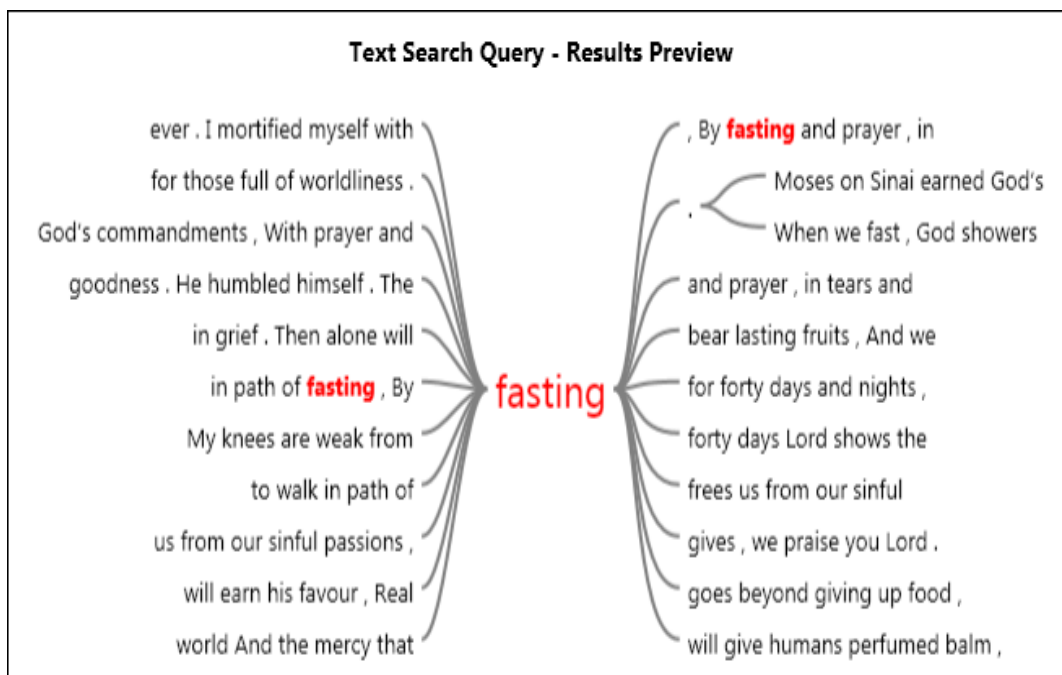 Text Search Query - Results Preview
ever . I mortified myself with
for those full of worldliness .
God's commandments , With prayer and
goodness . He humbled himself . The
in grief . Then alone will
in path of fasting , By
My knees are weak from
to walk in path of
us from our sinful passions ,
will earn his favour , Real
world And the mercy that
fasting
, By fasting and prayer , in
.
Moses on Sinai earned God's
When we fast , God showers
and prayer , in tears and
bear lasting fruits , And we
for forty days and nights ,
forty days Lord shows the
frees us from our sinful
gives , we praise you Lord .
goes beyond giving up food ,
will give humans perfumed balm ,